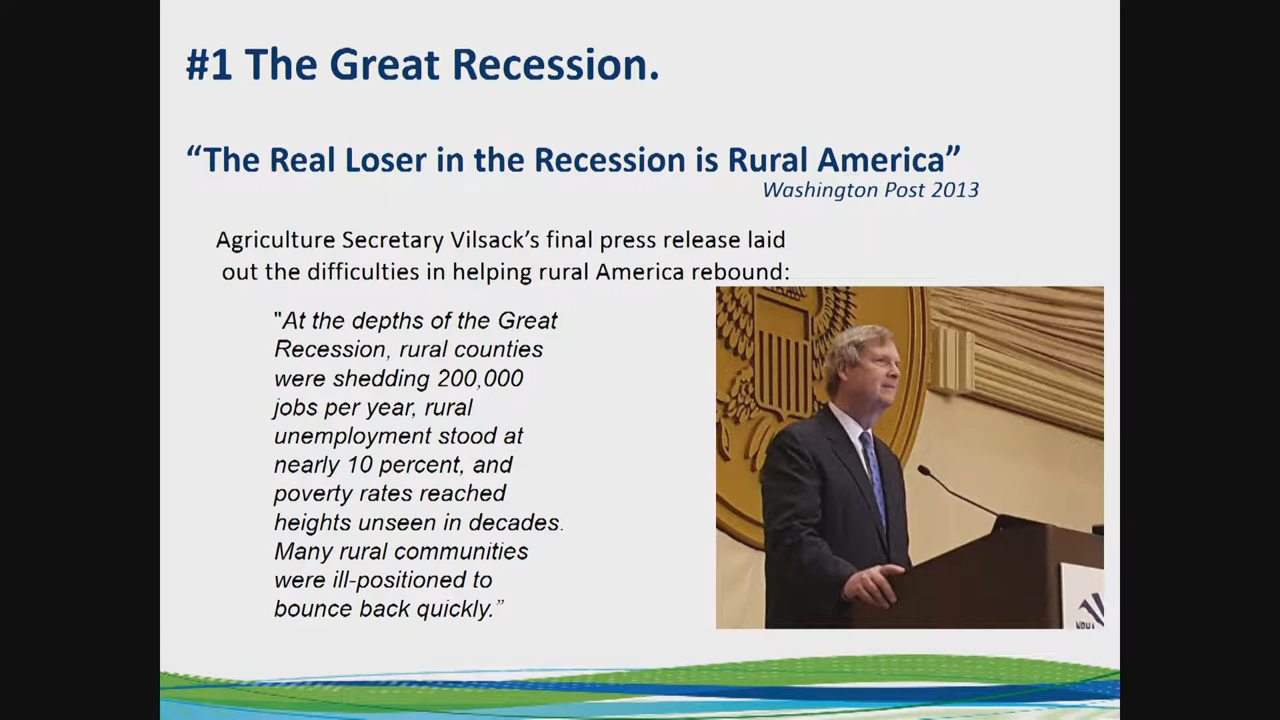 #1 The Great Recession.
“The Real Loser in the Recession is Rural America”
Washington Post 2013
Agriculture Secretary Vilsack’s final press release laid
out the difficulties in helping rural America rebound:
"At the depths of the Great
Recession, rural counties
were shedding 200,000
jobs per year, rural
unemployment stood at
nearly 10 percent, and
poverty rates reached
heights unseen in decades.
Many rural communities
were ill-positioned to
bounce back quickly.”